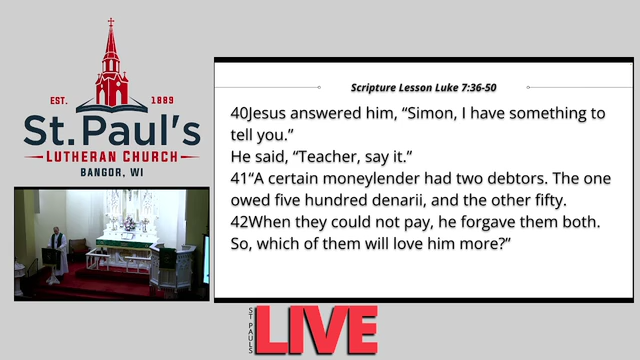 EST. 1889
St. Paul's
LUTHERAN CHURCH
BANGOR, WI
Scripture Lesson Luke 7:36-50
40Jesus answered him, “Simon, I have something to
tell you.”
He said, “Teacher, say it.”
41“A certain moneylender had two debtors. The one
owed five hundred denarii, and the other fifty.
42When they could not pay, he forgave them both.
So, which of them will love him more?”
ST PAULS
LIVE